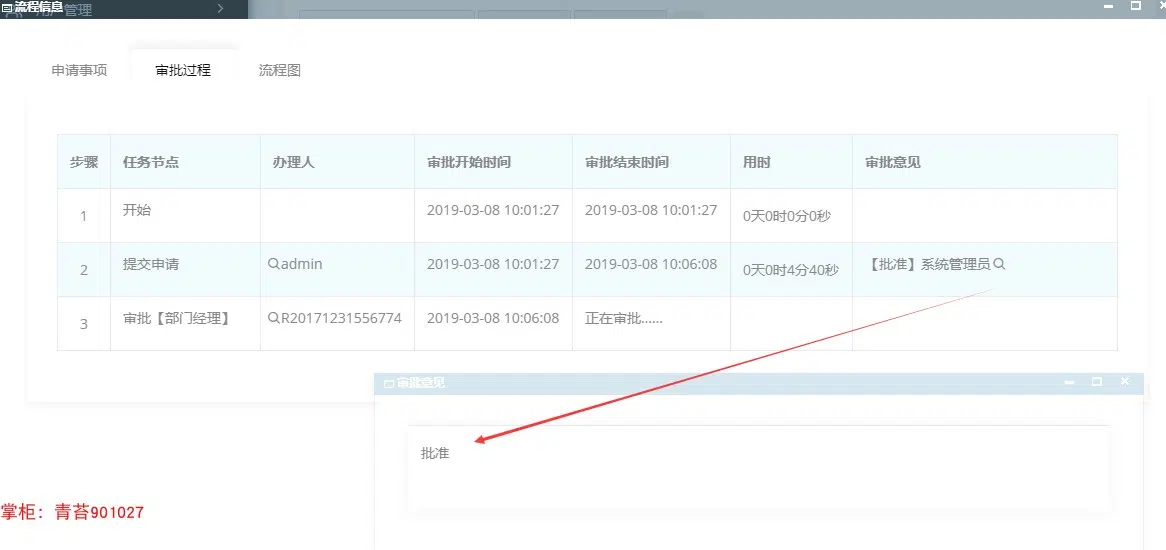 流程信息
用户管理
申请事项 审批过程 流程图
步骤 任务节点 办理人 审批开始时间 审批结束时间 用时 审批意见
1 开始 2019-03-08 10:01:27 2019-03-08 10:01:27 0天0时0分0秒
2 提交申请 admin 2019-03-08 10:01:27 2019-03-08 10:06:08 0天0时4分40秒 【批准】系统管理员
3 审批【部门经理】 R20171231556774 2019-03-08 10:06:08 正在审批……
审批意见
批准
掌柜：青苔901027